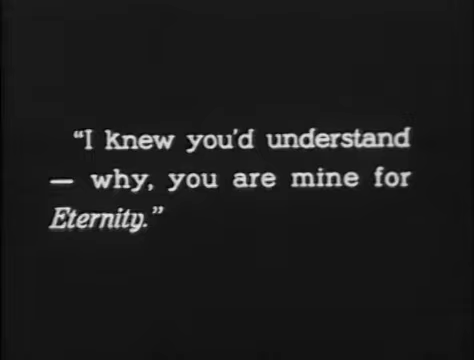 “I knew you’d understand
— why, you are mine for
Eternity.”